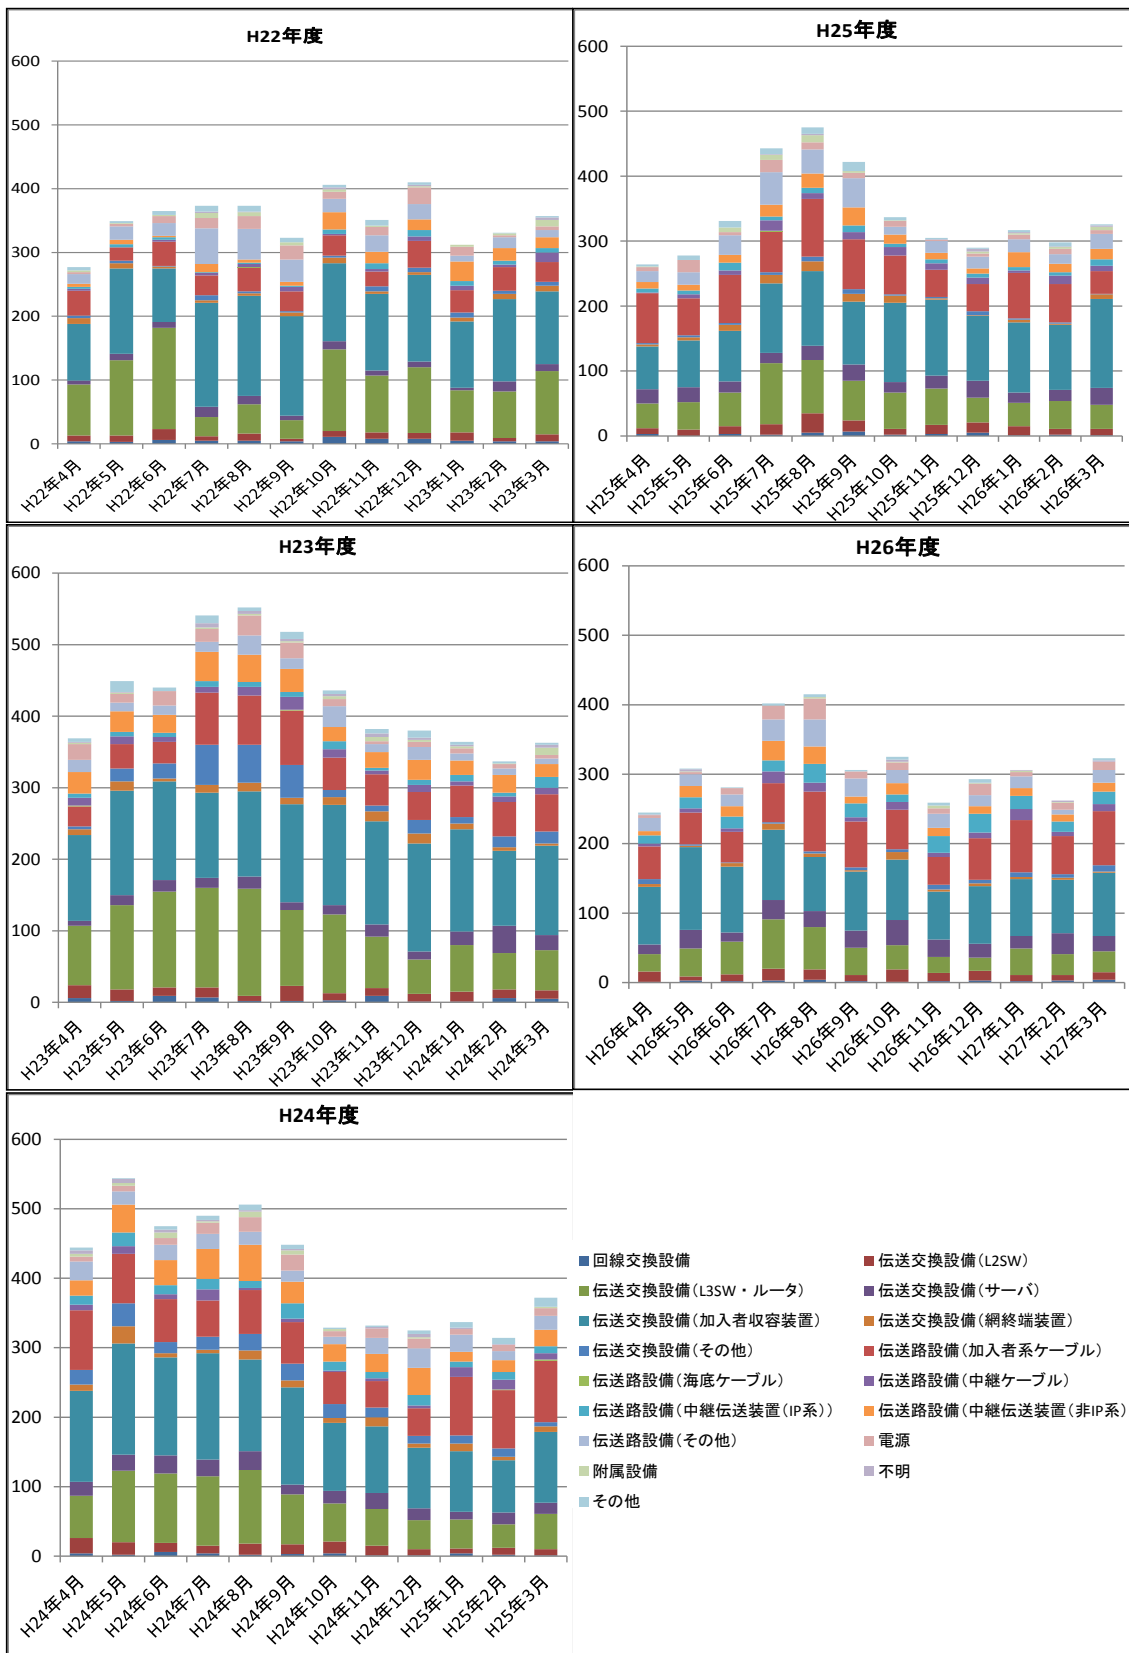 H22年度
600
500
400
300
200
100
0
H22年4月
H22年5月
H22年6月
H22年7月
H22年8月
H22年9月
H22年10月
H22年11月
H22年12月
H23年1月
H23年2月
H23年3月
H25年度
600
500
400
300
200
100
0
H25年4月
H25年5月
H25年6月
H25年7月
H25年8月
H25年9月
H25年10月
H25年11月
H25年12月
H26年1月
H26年2月
H26年3月
H23年度
600
500
400
300
200
100
0
H23年4月
H23年5月
H23年6月
H23年7月
H23年8月
H23年9月
H23年10月
H23年11月
H23年12月
H24年1月
H24年2月
H24年3月
H26年度
600
500
400
300
200
100
0
H26年4月
H26年5月
H26年6月
H26年7月
H26年8月
H26年9月
H26年10月
H26年11月
H26年12月
H27年1月
H27年2月
H27年3月
H24年度
600
500
400
300
200
100
0
H24年4月
H24年5月
H24年6月
H24年7月
H24年8月
H24年9月
H24年10月
H24年11月
H24年12月
H25年1月
H25年2月
H25年3月
回線交換設備
伝送交換設備(L2SW)
伝送交換設備(L3SW・ルータ)
伝送交換設備(サーバ)
伝送交換設備(加入者収容装置)
伝送交換設備(網終端装置)
伝送交換設備(その他)
伝送路設備(加入者系ケーブル)
伝送路設備(海底ケーブル)
伝送路設備(中継ケーブル)
伝送路設備(中継伝送装置(IP系))
伝送路設備(中継伝送装置(非IP系)
伝送路設備(その他)
電源
附属設備
不明
その他